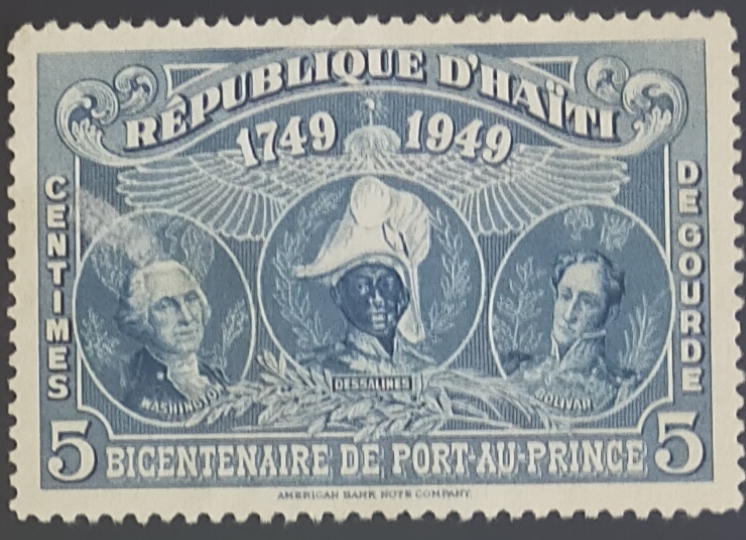 RÉPUBLIQUE D'HAÏTI
1749 1949
CENTIMES
DE GOURDE
WASHINGTON
DESSALINES
BOLIVAR
5 BICENTENAIRE DE PORT-AU-PRINCE 5
AMERICAN BANK NOTE COMPANY.